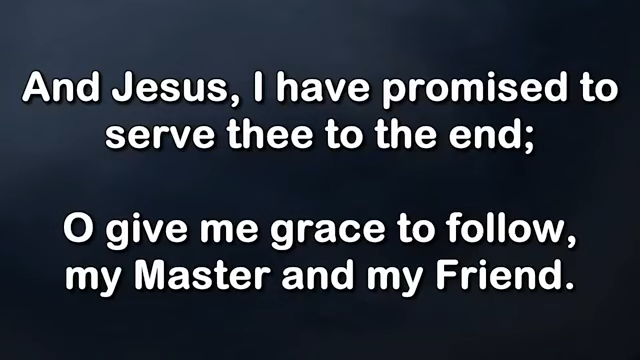 And Jesus, I have promised to
serve thee to the end;
O give me grace to follow,
my Master and my Friend.